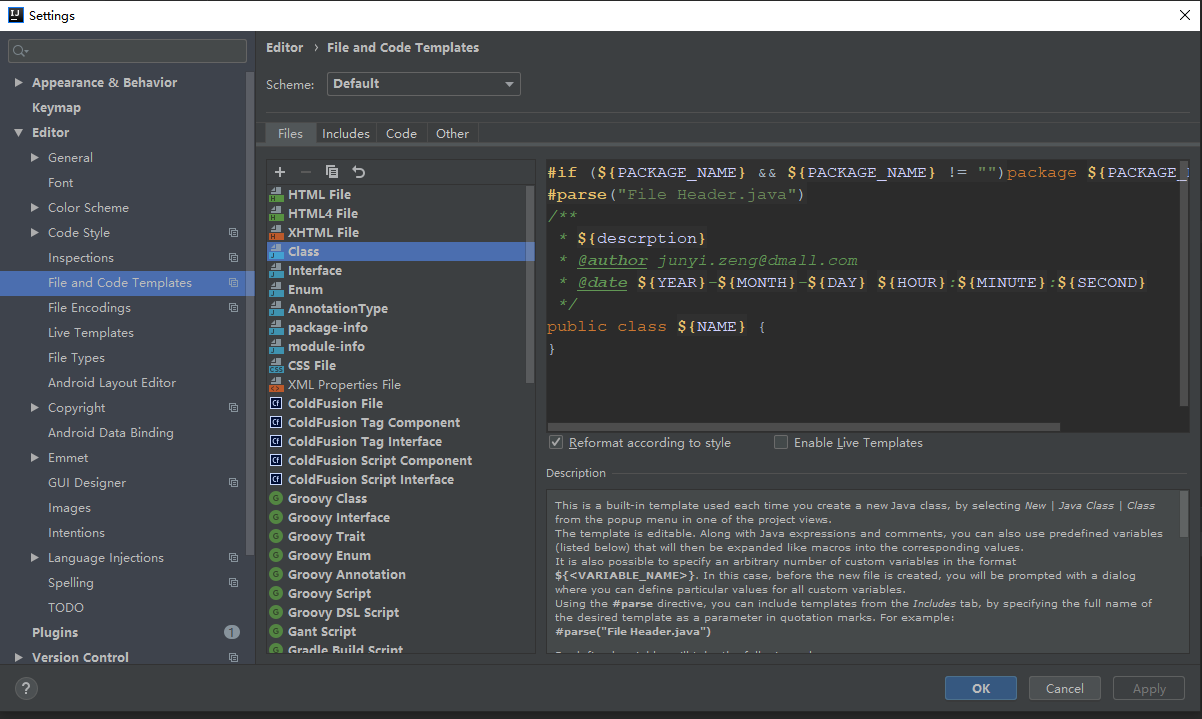 Settings
Editor › File and Code Templates
Scheme: Default
Appearance & Behavior
Keymap
Editor
General
Font
Color Scheme
Code Style
Inspections
File and Code Templates
File Encodings
Live Templates
File Types
Android Layout Editor
Copyright
Android Data Binding
Emmet
GUI Designer
Images
Intentions
Language Injections
Spelling
TODO
Plugins 1
Version Control
Files Includes Code Other
HTML File
HTML4 File
XHTML File
Class
Interface
Enum
AnnotationType
package-info
module-info
CSS File
XML Properties File
ColdFusion File
ColdFusion Tag Component
ColdFusion Tag Interface
ColdFusion Script Component
ColdFusion Script Interface
Groovy Class
Groovy Interface
Groovy Trait
Groovy Enum
Groovy Annotation
Groovy Script
Groovy DSL Script
Gant Script
Gradle Build Script
#if (${PACKAGE_NAME} && ${PACKAGE_NAME} != "")package ${PACKAGE_
#parse("File Header.java")
/**
* ${descrption}
* @author junyi.zeng@dmall.com
* @date ${YEAR}-${MONTH}-${DAY} ${HOUR}:${MINUTE}:${SECOND}
*/
public class ${NAME} {
}
Reformat according to style Enable Live Templates
Description
This is a built-in template used each time you create a new Java class, by selecting New | Java Class | Class
from the popup menu in one of the project views.
The template is editable. Along with Java expressions and comments, you can also use predefined variables
(listed below) that will then be expanded like macros into the corresponding values.
It is also possible to specify an arbitrary number of custom variables in the format
${<VARIABLE_NAME>}. In this case, before the new file is created, you will be prompted with a dialog
where you can define particular values for all custom variables.
Using the #parse directive, you can include templates from the Includes tab, by specifying the full name of
the desired template as a parameter in quotation marks. For example:
#parse("File Header.java")
? OK Cancel Apply